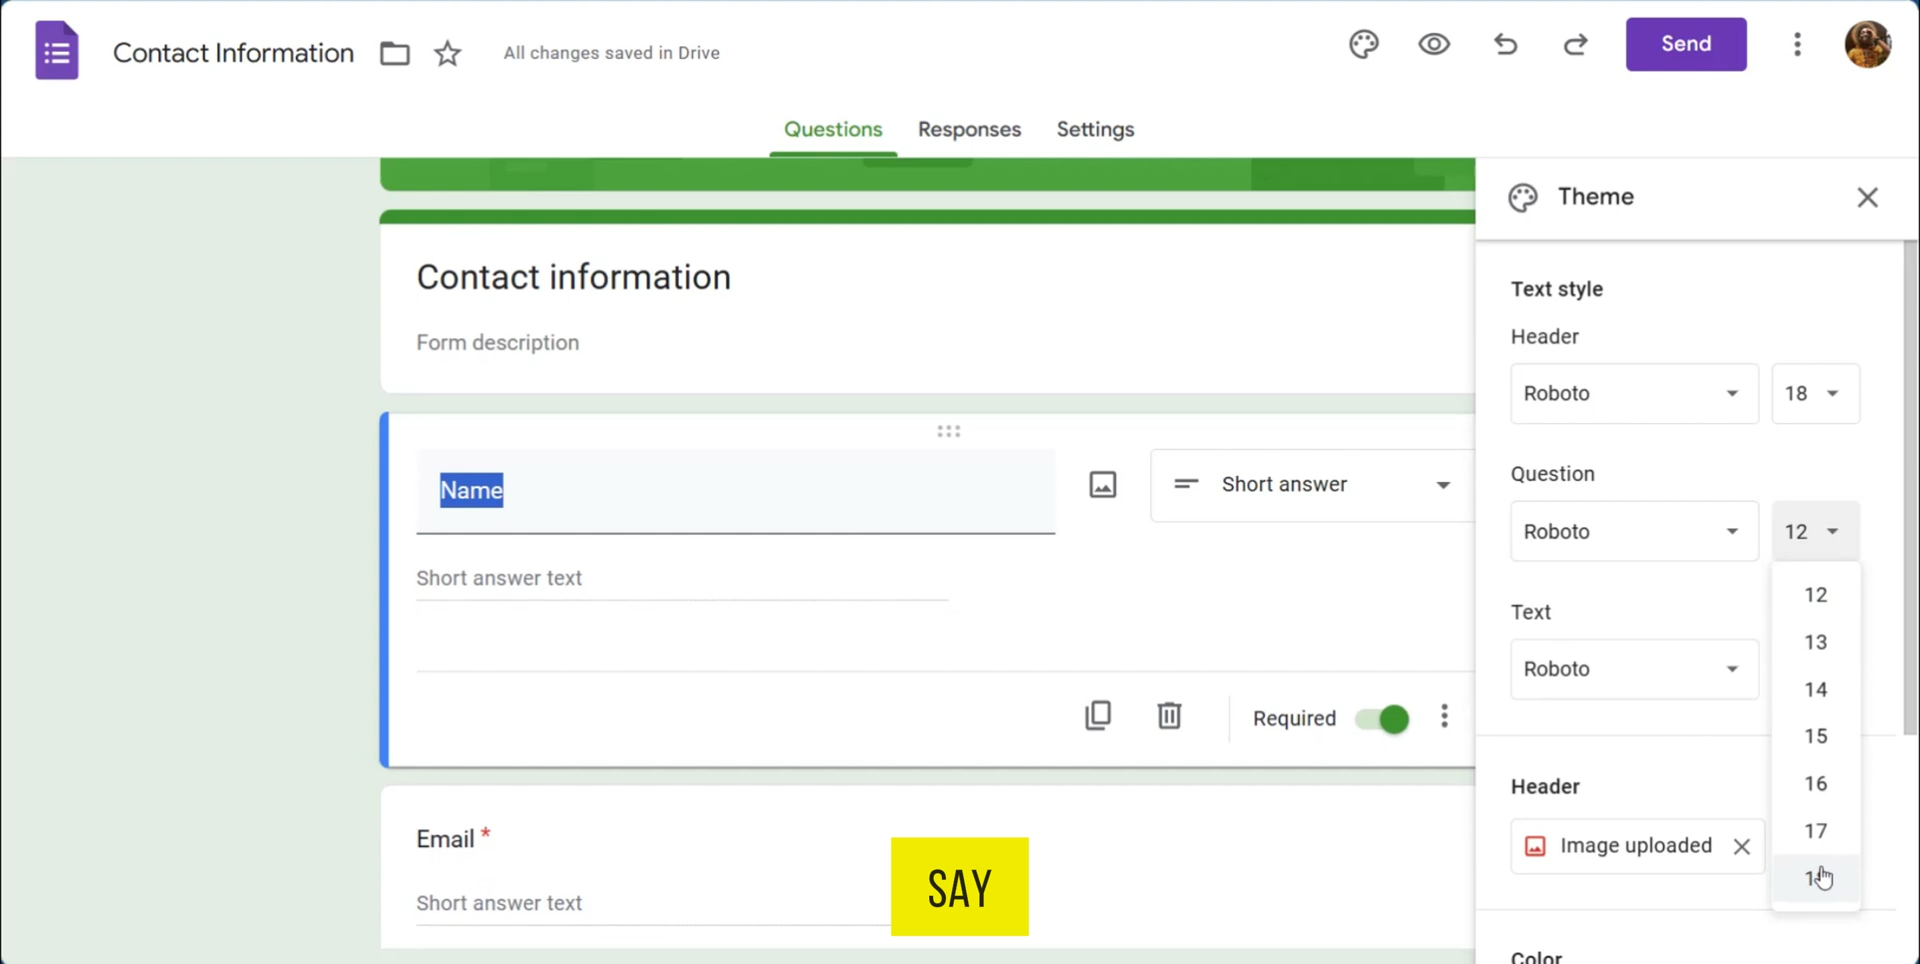 Contact Information
All changes saved in Drive
Send
Questions
Responses
Settings
Theme
Contact information
Form description
Text style
Header
Roboto
18
Name
Short answer
Question
Roboto
12
Short answer text
12
13
14
15
16
17
Text
Roboto
Required
Header
Image uploaded
Email *
Short answer text
SAY
Color